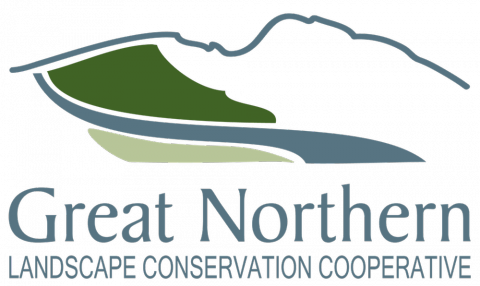 Great Northern
LANDSCAPE CONSERVATION COOPERATIVE